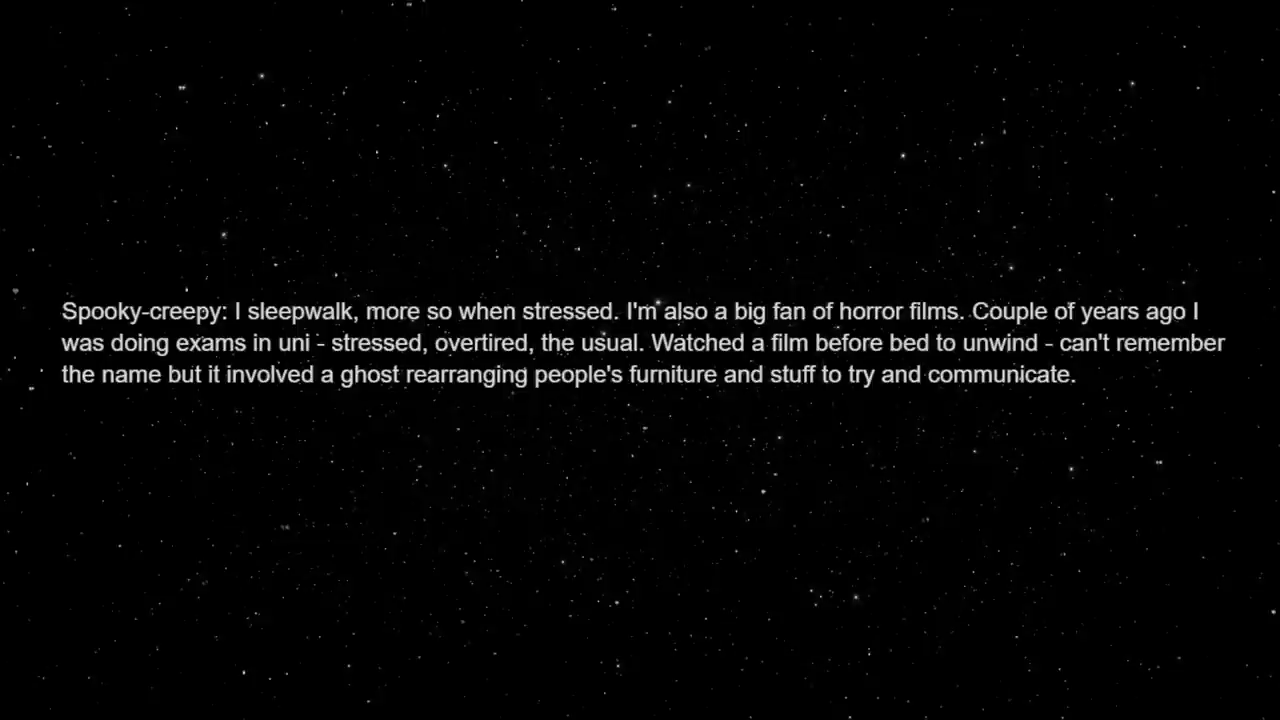 Spooky-creepy: I sleepwalk, more so when stressed. I'm also a big fan of horror films. Couple of years ago I
was doing exams in uni - stressed, overtired, the usual. Watched a film before bed to unwind - can't remember
the name but it involved a ghost rearranging people's furniture and stuff to try and communicate.